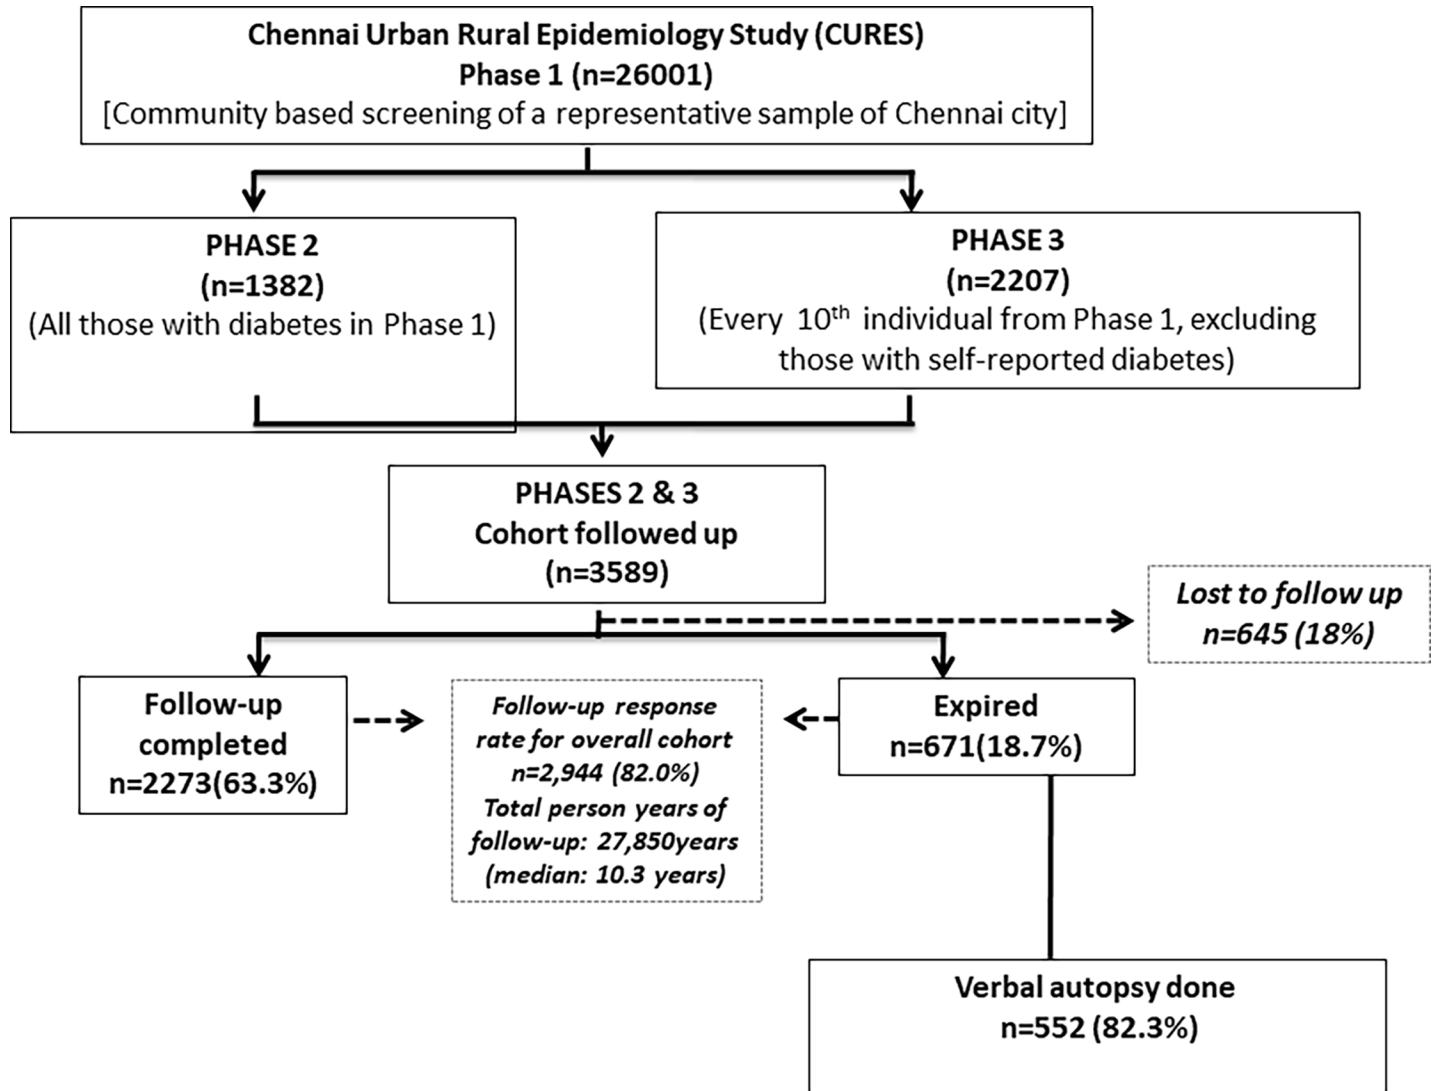 Chennai Urban Rural Epidemiology Study (CURES)
Phase 1 (n=26001)
[Community based screening of a representative sample of Chennai city]
PHASE 2
(n=1382)
(All those with diabetes in Phase 1)
PHASE 3
(n=2207)
(Every 10th individual from Phase 1, excluding
those with self-reported diabetes)
PHASES 2 & 3
Cohort followed up
(n=3589)
Lost to follow up
n=645 (18%)
Follow-up
completed
n=2273(63.3%)
Follow-up response
rate for overall cohort
n=2,944 (82.0%)
Total person years of
follow-up: 27,850years
(median: 10.3 years)
Expired
n=671(18.7%)
Verbal autopsy done
n=552 (82.3%)